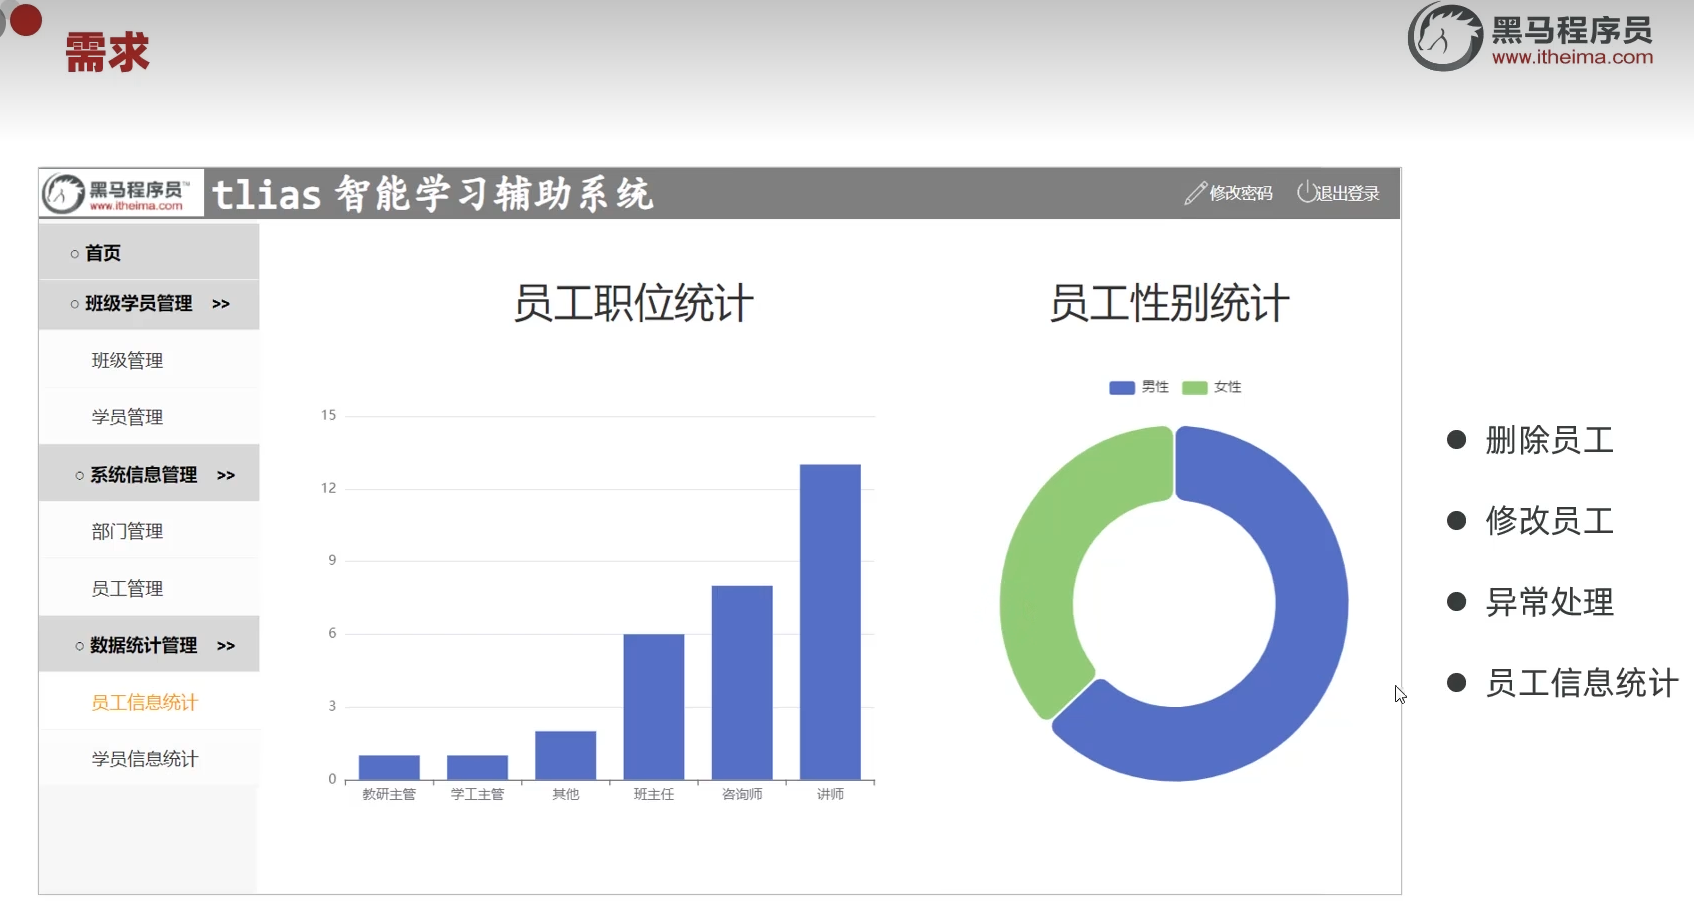 需求
黑马程序员
www.itheima.com
黑马程序员™
www.itheima.com
tlias 智能学习辅助系统
修改密码
退出登录
首页
班级学员管理 >>
班级管理
学员管理
系统信息管理 >>
部门管理
员工管理
数据统计管理 >>
员工信息统计
学员信息统计
员工职位统计
15
12
9
6
3
0
教研主管 学工主管 其他 班主任 咨询师 讲师
员工性别统计
男性 女性
删除员工
修改员工
异常处理
员工信息统计